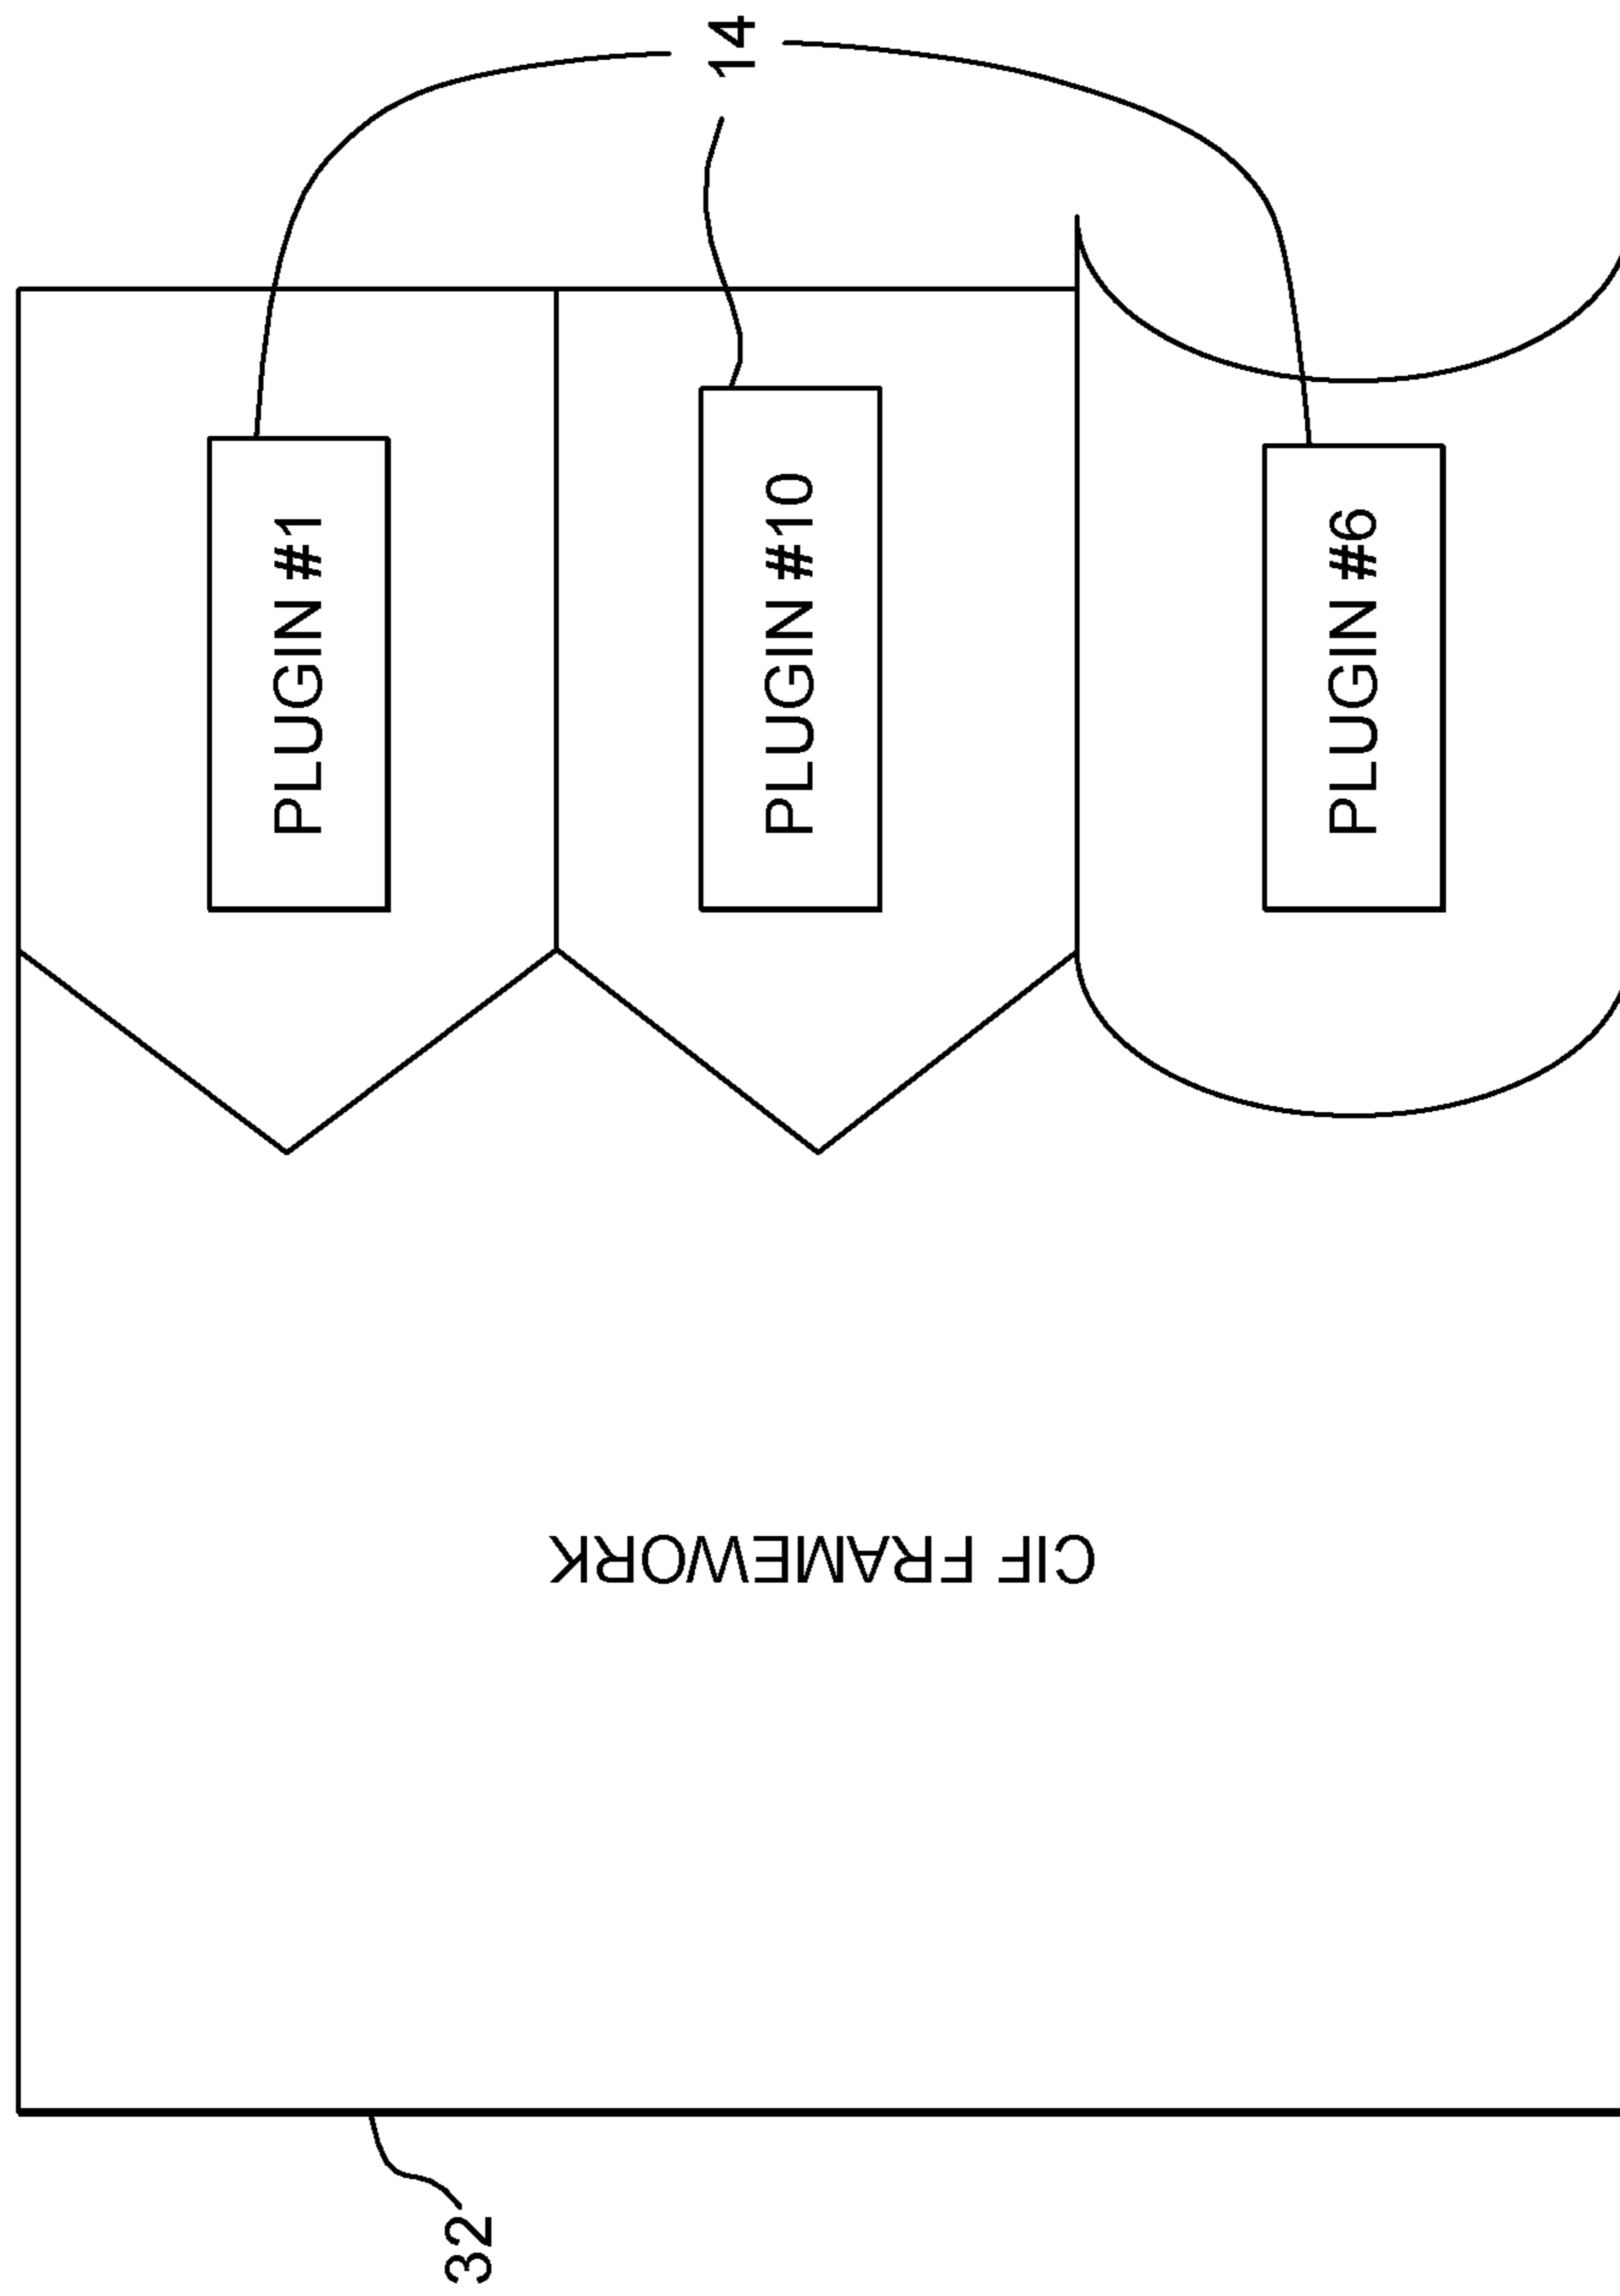 14
PLUGIN #1
PLUGIN #10
PLUGIN #6
CIF FRAMEWORK
32